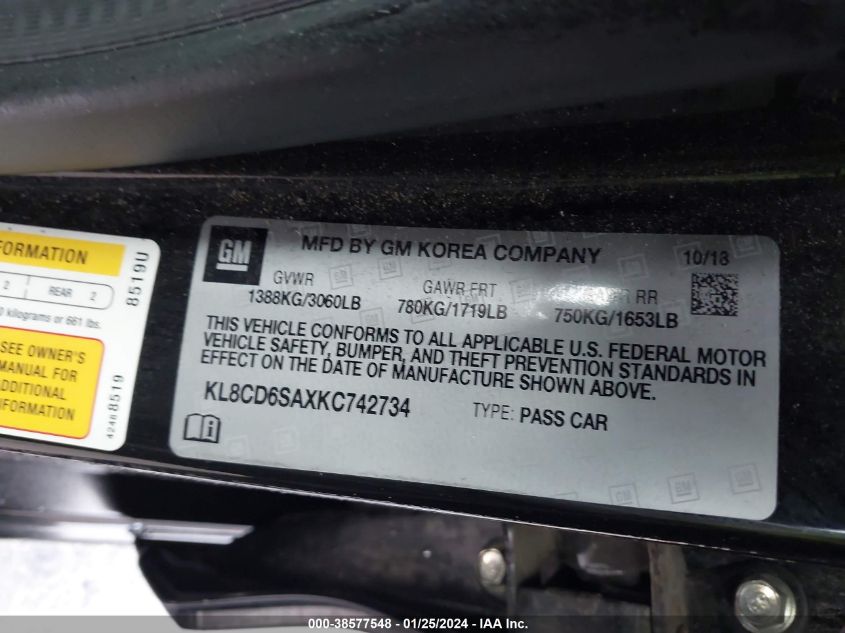 FORMATION
2 REAR 2
0 kilograms or 661 lbs.
SEE OWNER'S
MANUAL FOR
ADDITIONAL
INFORMATION
8519U
42468519
GM
MFD BY GM KOREA COMPANY
10/18
GVWR
GAWR FRT
RR
1388KG/3060LB
780KG/1719LB
750KG/1653LB
THIS VEHICLE CONFORMS TO ALL APPLICABLE U.S. FEDERAL MOTOR
VEHICLE SAFETY, BUMPER, AND THEFT PREVENTION STANDARDS IN
EFFECT ON THE DATE OF MANUFACTURE SHOWN ABOVE.
KL8CD6SAXKC742734
TYPE: PASS CAR
000-38577548 - 01/25/2024 - IAA Inc.